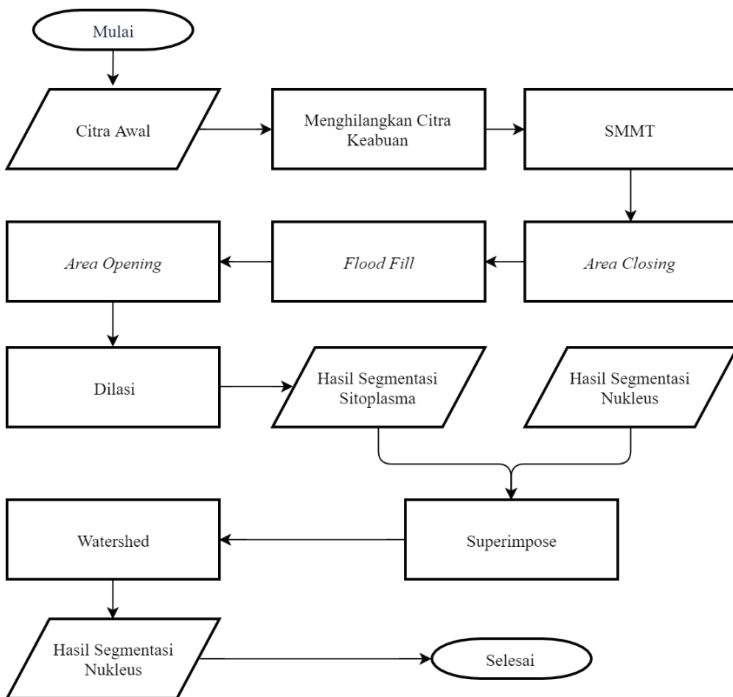 Mulai
Citra Awal
Menghilangkan Citra
Keabuan
SMMT
Area Closing
Flood Fill
Area Opening
Dilasi
Hasil Segmentasi
Sitoplasma
Hasil Segmentasi
Nukleus
Superimpose
Watershed
Hasil Segmentasi
Nukleus
Selesai